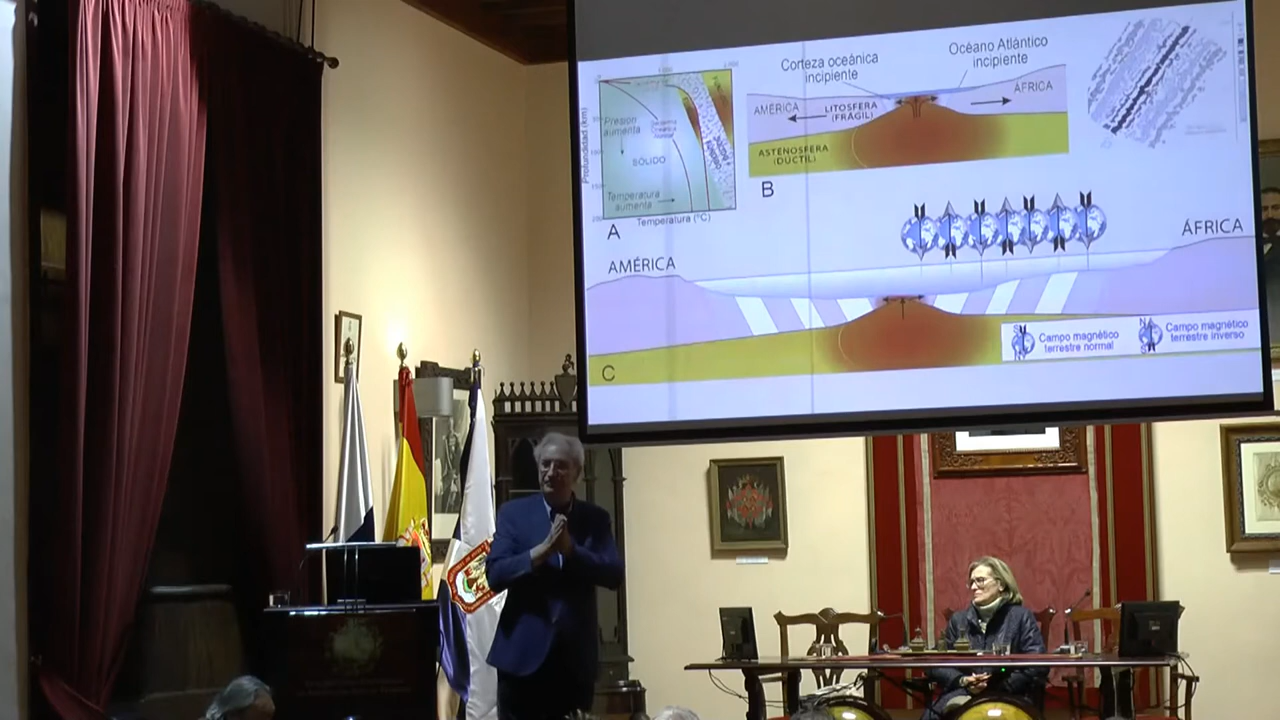 Corteza oceánica
incipiente
Océano Atlántico
incipiente
AMÉRICA
LITOSFERA
(FRÁGIL)
ÁFRICA
ASTENOSFERA
(DÚCTIL)
B
Profundidad (km)
Presión
aumenta
SÓLIDO
Temperatura
aumenta
Temperatura (°C)
A
AMÉRICA
ÁFRICA
Campo magnético
terrestre normal
Campo magnético
terrestre inverso
C